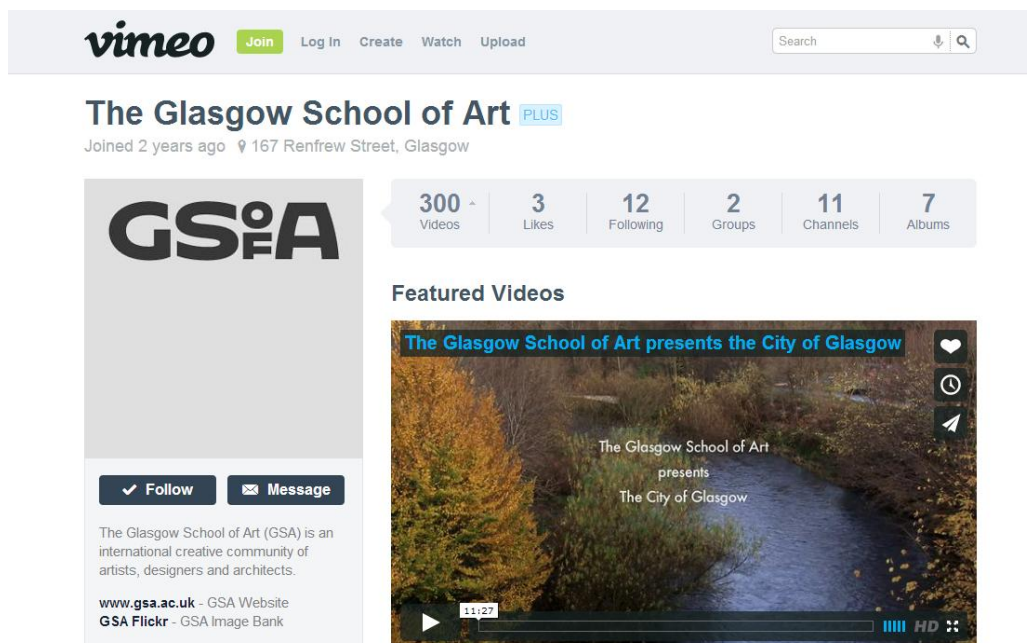 vimeo Join Log In Create Watch Upload Search
The Glasgow School of Art PLUS
Joined 2 years ago 167 Renfrew Street, Glasgow
GSOFA
300 3 12 2 11 7
Videos Likes Following Groups Channels Albums
Featured Videos
The Glasgow School of Art presents the City of Glasgow
The Glasgow School of Art
presents
The City of Glasgow
11:27
HD
Follow Message
The Glasgow School of Art (GSA) is an
international creative community of
artists, designers and architects.
www.gsa.ac.uk - GSA Website
GSA Flickr - GSA Image Bank